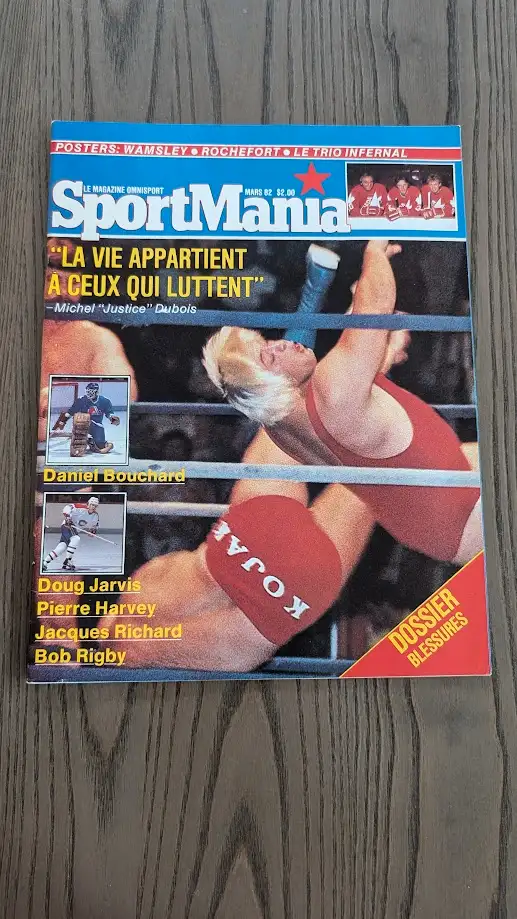 POSTERS: WAMSLEY • ROCHEFORT • LE TRIO INFERNAL
LE MAGAZINE OMNISPORT
MARS 82 $2.00
SportMania
"LA VIE APPARTIENT
À CEUX QUI LUTTENT"
–Michel "Justice" Dubois
Daniel Bouchard
Doug Jarvis
Pierre Harvey
Jacques Richard
Bob Rigby
KOJAK
DOSSIER
BLESSURES